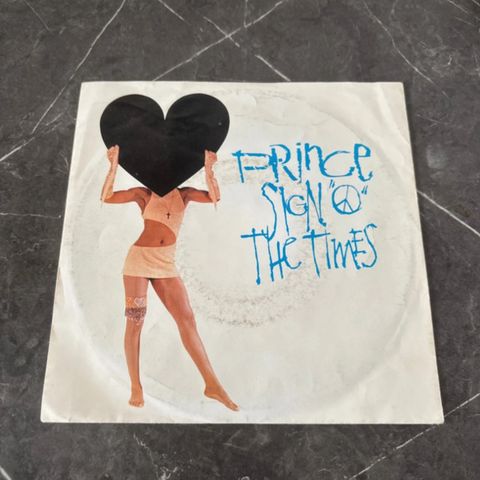 PRINCE
SIGN "☮"
THE TIMES